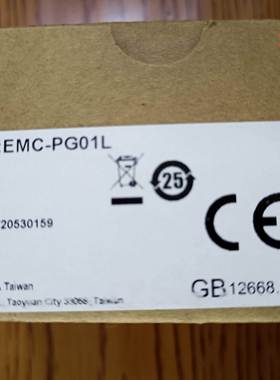 EMC-PG01L
25
CE
20530159
Taiwan
Taoyuan City 33068, Taiwan
GB12668.